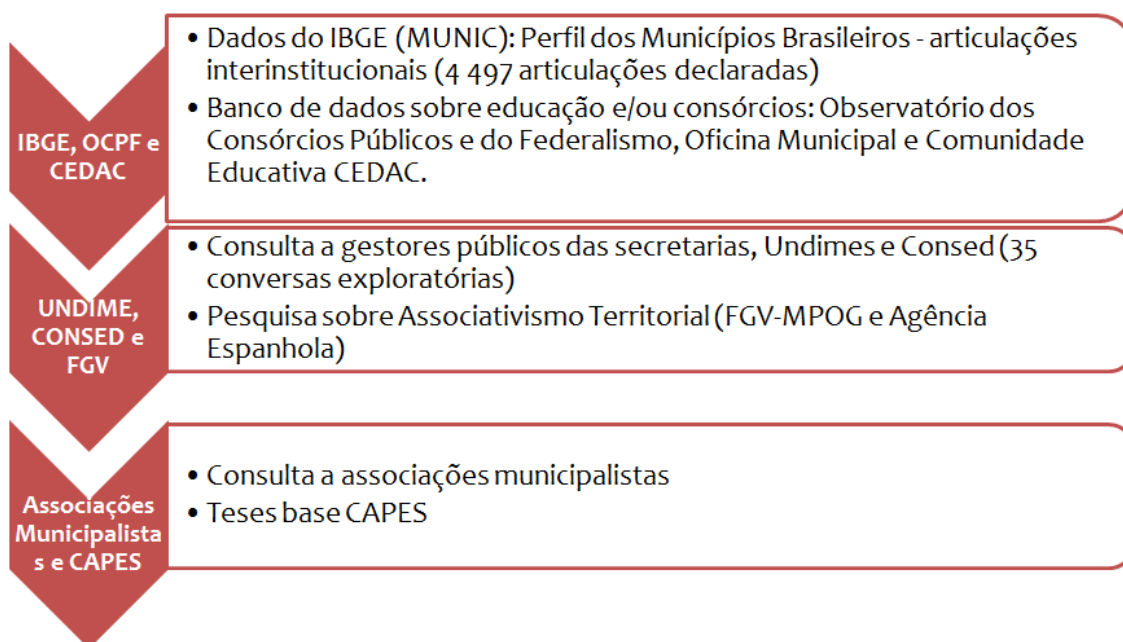 IBGE, OCPF e
CEDAC
• Dados do IBGE (MUNIC): Perfil dos Municípios Brasileiros - articulações
interinstitucionais (4 497 articulações declaradas)
• Banco de dados sobre educação e/ou consórcios: Observatório dos
Consórcios Públicos e do Federalismo, Oficina Municipal e Comunidade
Educativa CEDAC.
UNDIME,
CONSED e
FGV
• Consulta a gestores públicos das secretarias, Undimes e Consed (35
conversas exploratórias)
• Pesquisa sobre Associativismo Territorial (FGV-MPOG e Agência
Espanhola)
Associações
Municipalista
s e CAPES
• Consulta a associações municipalistas
• Teses base CAPES